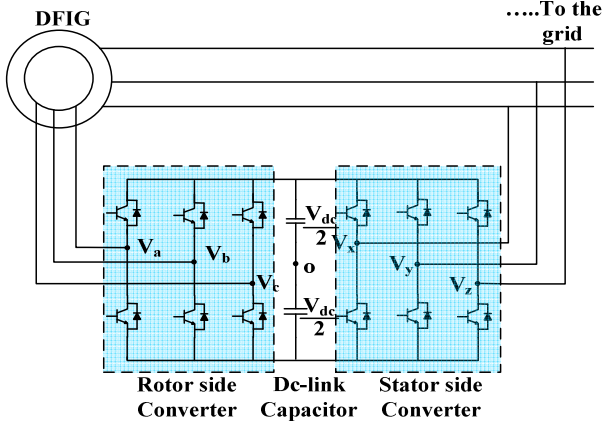 DFIG
.....To the
grid
Vdc
2
Va
Vb
Vc
o
Vx
Vy
Vz
Vdc
2
Rotor side
Converter
Dc-link
Capacitor
Stator side
Converter